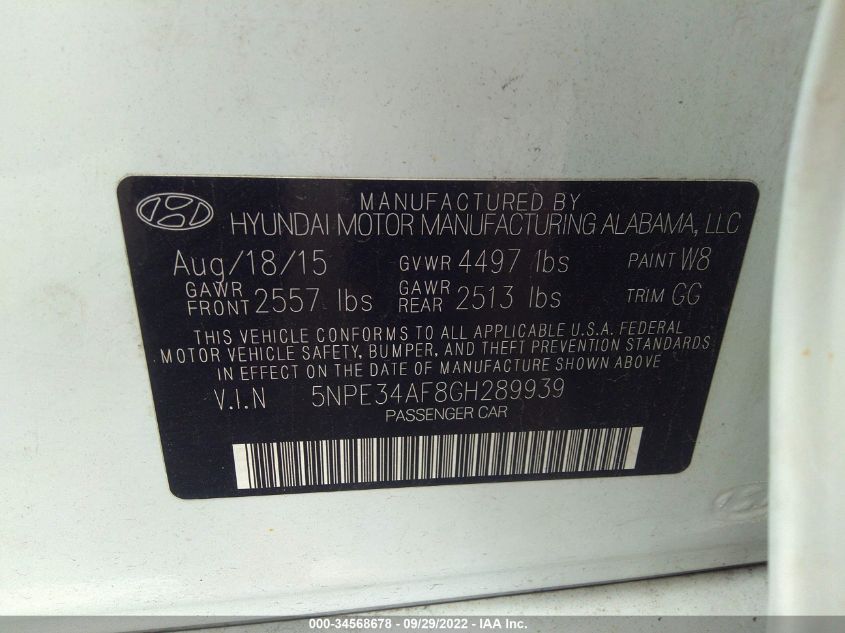 MANUFACTURED BY
HYUNDAI MOTOR MANUFACTURING ALABAMA, LLC
Aug/18/15 GVWR 4497 lbs PAINT W8
GAWR FRONT 2557 lbs GAWR REAR 2513 lbs TRIM GG
THIS VEHICLE CONFORMS TO ALL APPLICABLE U.S.A. FEDERAL
MOTOR VEHICLE SAFETY, BUMPER, AND THEFT PREVENTION STANDARDS
IN EFFECT ON THE DATE OF MANUFACTURE SHOWN ABOVE
V.I.N 5NPE34AF8GH289939
PASSENGER CAR
000-34568678 - 09/29/2022 - IAA Inc.